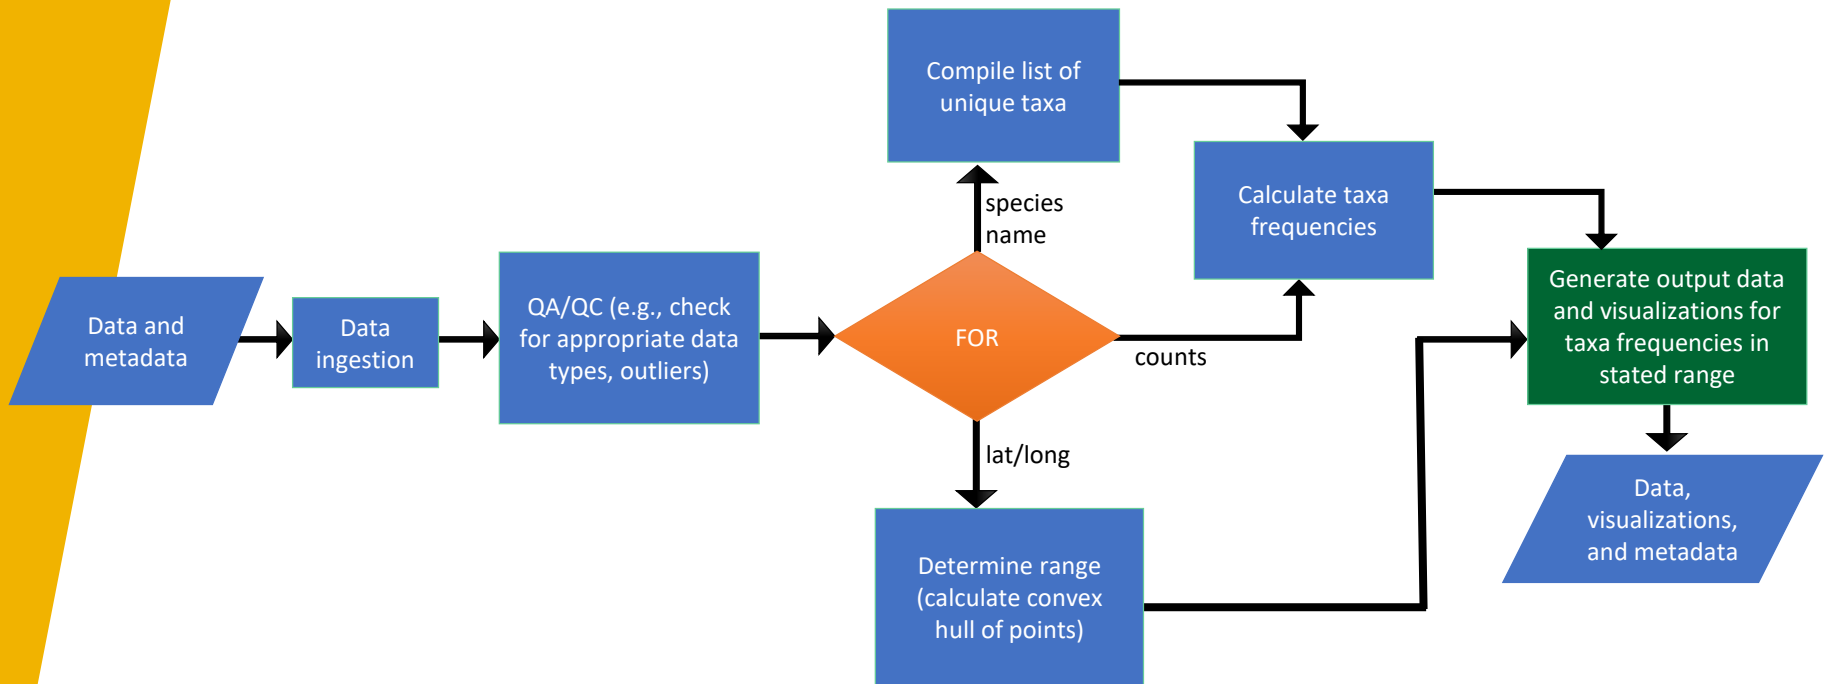 Data and
metadata
Data
ingestion
QA/QC (e.g., check
for appropriate data
types, outliers)
FOR
species
name
Compile list of
unique taxa
counts
Calculate taxa
frequencies
lat/long
Determine range
(calculate convex
hull of points)
Generate output data
and visualizations for
taxa frequencies in
stated range
Data,
visualizations,
and metadata